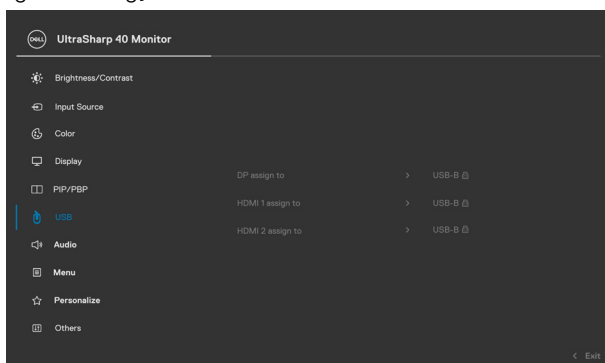 DELL
UltraSharp 40 Monitor
Brightness/Contrast
Input Source
Color
Display
PIP/PBP
USB
Audio
Menu
Personalize
Others
DP assign to > USB-B
HDMI 1 assign to > USB-B
HDMI 2 assign to > USB-B
< Exit